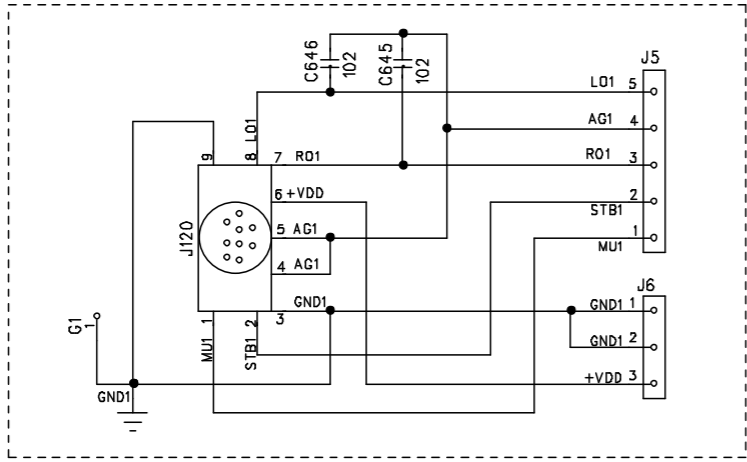 C646
102
C645
102
J5
LO1 5
AG1 4
RO1 3
2
STB1
1
MU1
9
8 LO1
7 RO1
6 +VDD
5 AG1
4 AG1
GND1
3
J120
MU1 1
STB1 2
G1
1
GND1
J6
GND1 1
GND1 2
+VDD 3